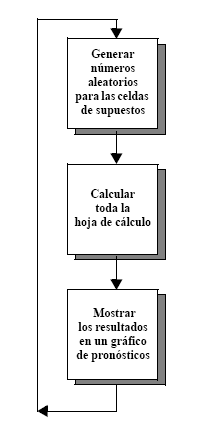 Generar
números
aleatorios
para las celdas
de supuestos
Calcular
toda la
hoja de cálculo
Mostrar
los resultados
en un gráfico
de pronósticos